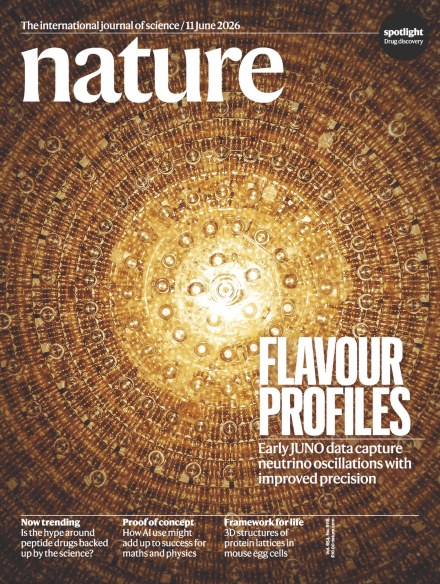 The international journal of science / 11 June 2026
spotlight
Drug discovery
nature
FLAVOUR
PROFILES
Early JUNO data capture
neutrino oscillations with
improved precision
Now trending
Is the hype around
peptide drugs backed
up by the science?
Proof of concept
How AI use might
add up to success for
maths and physics
Framework for life
3D structures of
protein lattices in
mouse egg cells